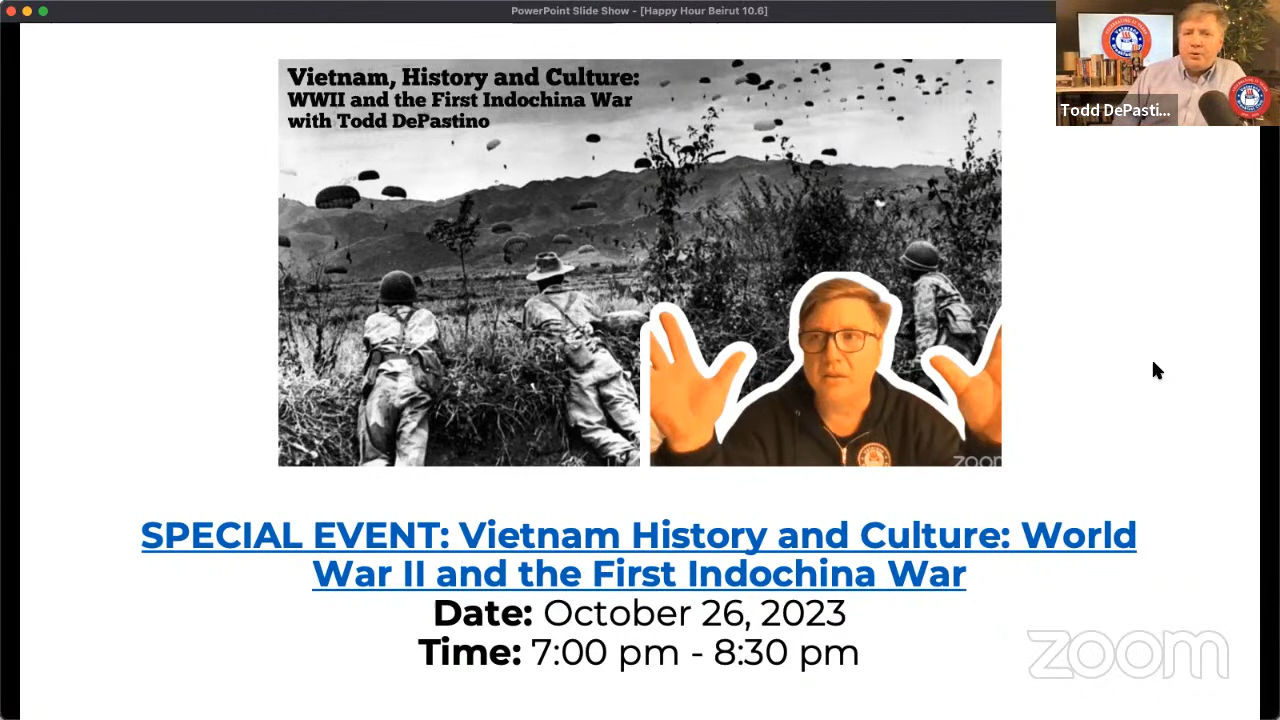 PowerPoint Slide Show - [Happy Hour Beirut 10.6]
Todd DePasti...
Vietnam, History and Culture:
WWII and the First Indochina War
with Todd DePastino
zoom
SPECIAL EVENT: Vietnam History and Culture: World
War II and the First Indochina War
Date: October 26, 2023
Time: 7:00 pm - 8:30 pm
zoom